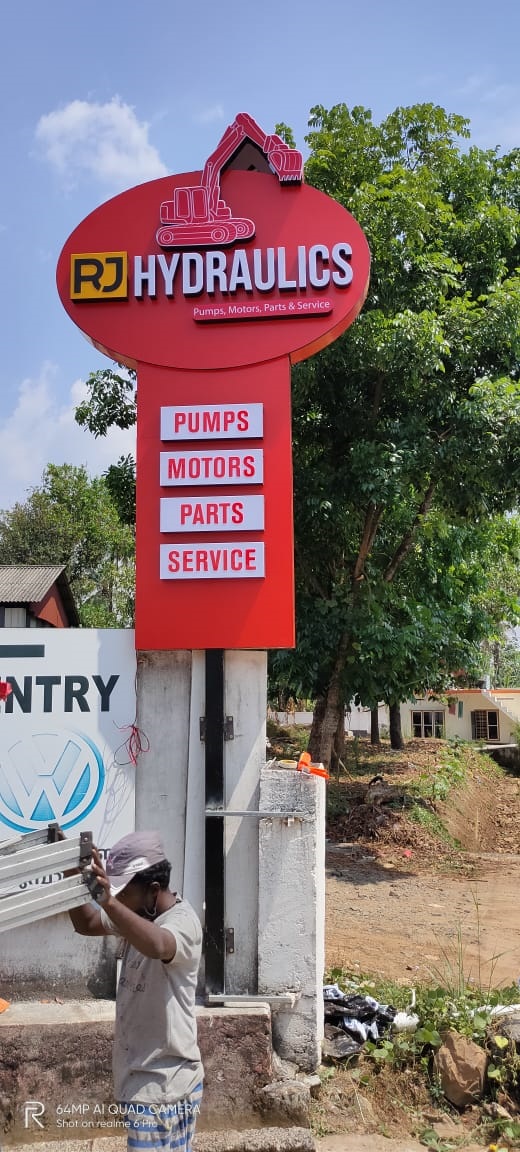 RJ HYDRAULICS
Pumps, Motors, Parts & Service
PUMPS
MOTORS
PARTS
SERVICE
NTRY
R 64MP AI QUAD CAMERA
Shot on realme 6 Pro